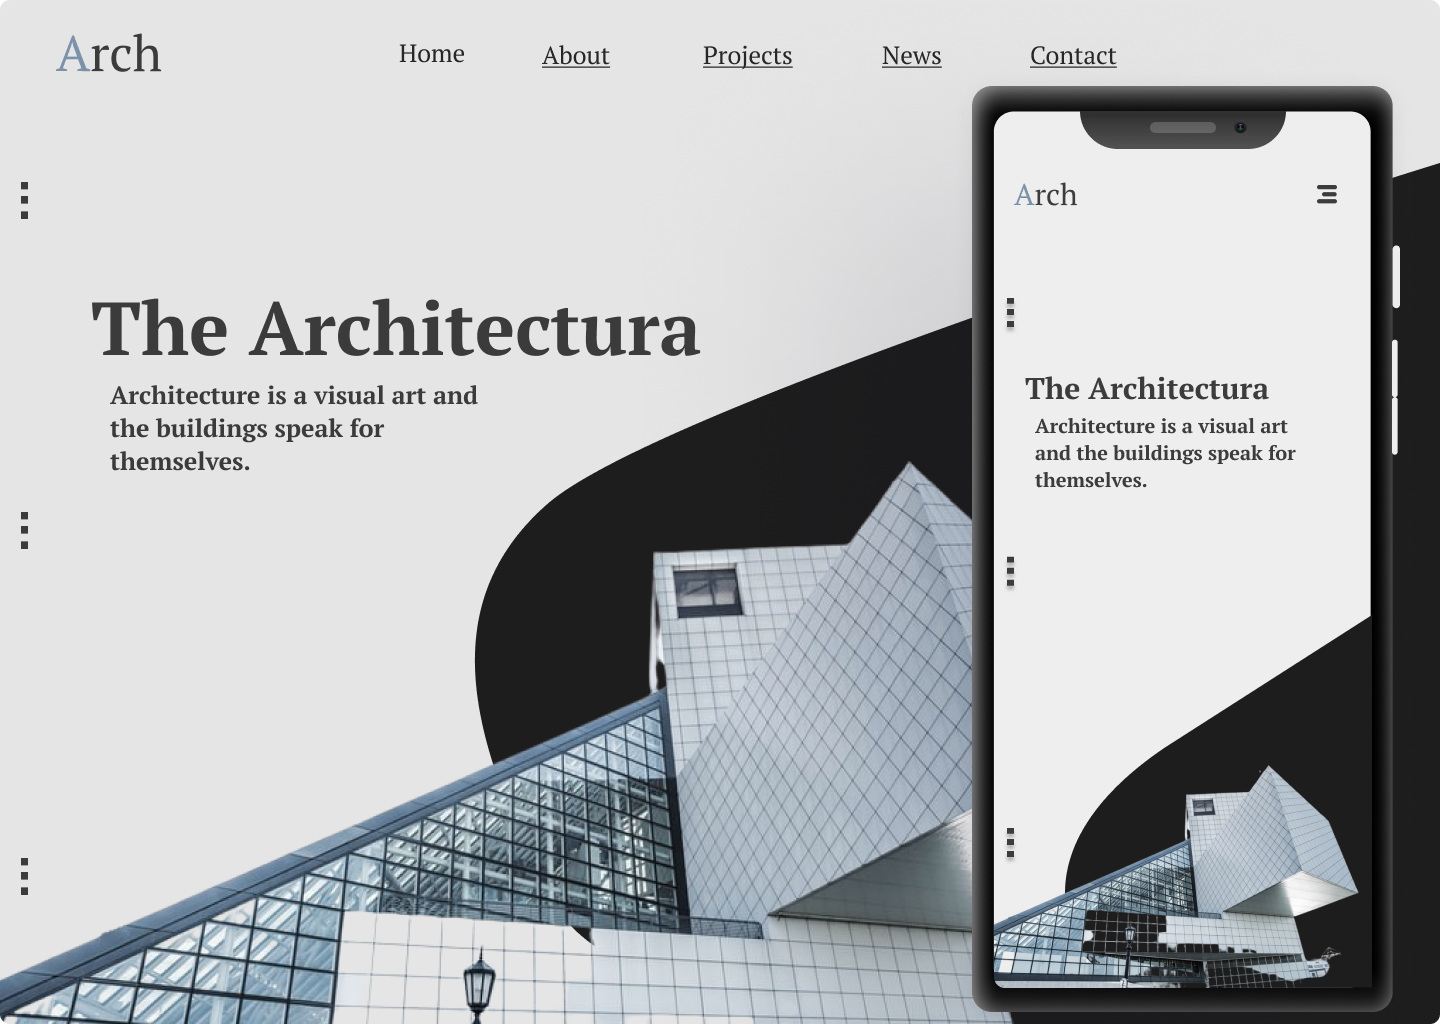 Arch
Home About Projects News Contact
The Architectura
Architecture is a visual art and
the buildings speak for
themselves.
Arch
The Architectura
Architecture is a visual art
and the buildings speak for
themselves.